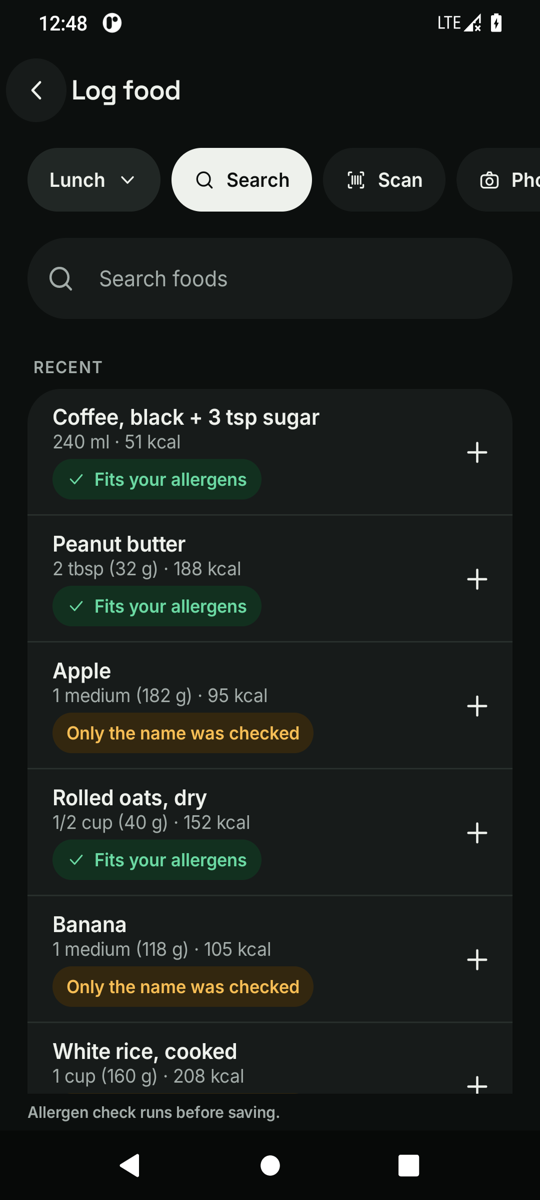 12:48
LTE
Log food
Lunch
Search
Scan
Pho
Search foods
RECENT
Coffee, black + 3 tsp sugar
240 ml · 51 kcal
Fits your allergens
Peanut butter
2 tbsp (32 g) · 188 kcal
Fits your allergens
Apple
1 medium (182 g) · 95 kcal
Only the name was checked
Rolled oats, dry
1/2 cup (40 g) · 152 kcal
Fits your allergens
Banana
1 medium (118 g) · 105 kcal
Only the name was checked
White rice, cooked
1 cup (160 g) · 208 kcal
Allergen check runs before saving.